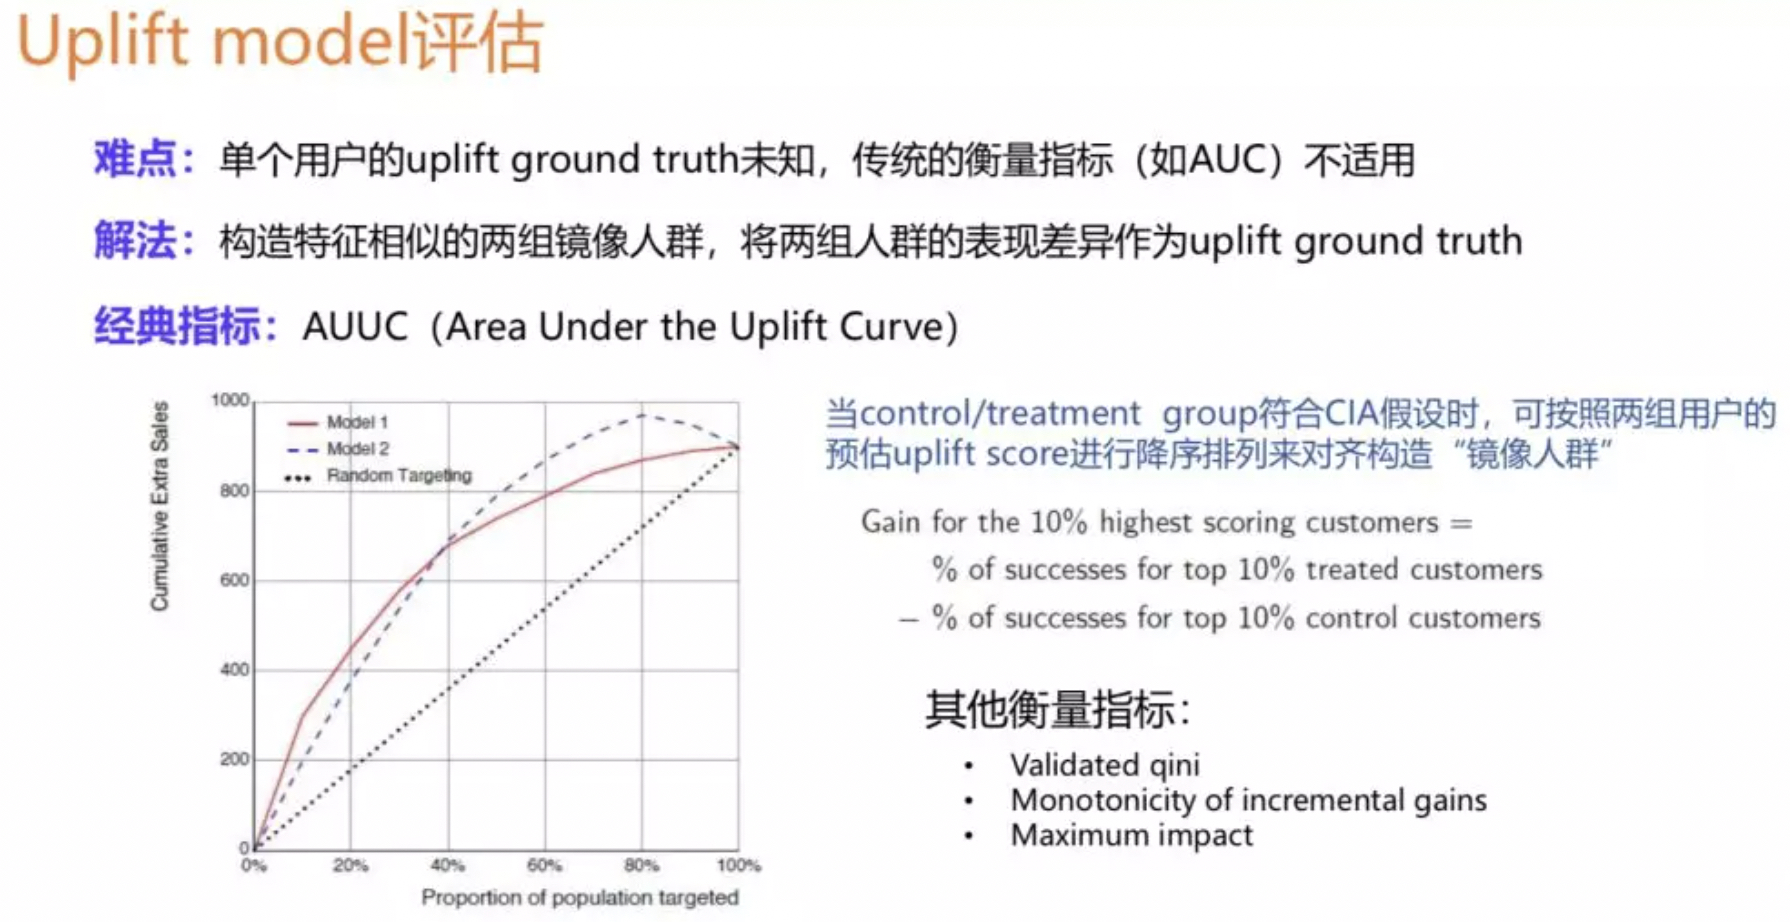 Uplift model评估
难点：单个用户的uplift ground truth未知，传统的衡量指标（如AUC）不适用
解法：构造特征相似的两组镜像人群，将两组人群的表现差异作为uplift ground truth
经典指标：AUUC（Area Under the Uplift Curve）
Cumulative Extra Sales
1000
800
600
400
200
0
Model 1
Model 2
Random Targeting
0%
20%
40%
60%
80%
100%
Proportion of population targeted
当control/treatment group符合CIA假设时，可按照两组用户的
预估uplift score进行降序排列来对齐构造“镜像人群”
Gain for the 10% highest scoring customers =
% of successes for top 10% treated customers
− % of successes for top 10% control customers
其他衡量指标：
• Validated qini
• Monotonicity of incremental gains
• Maximum impact